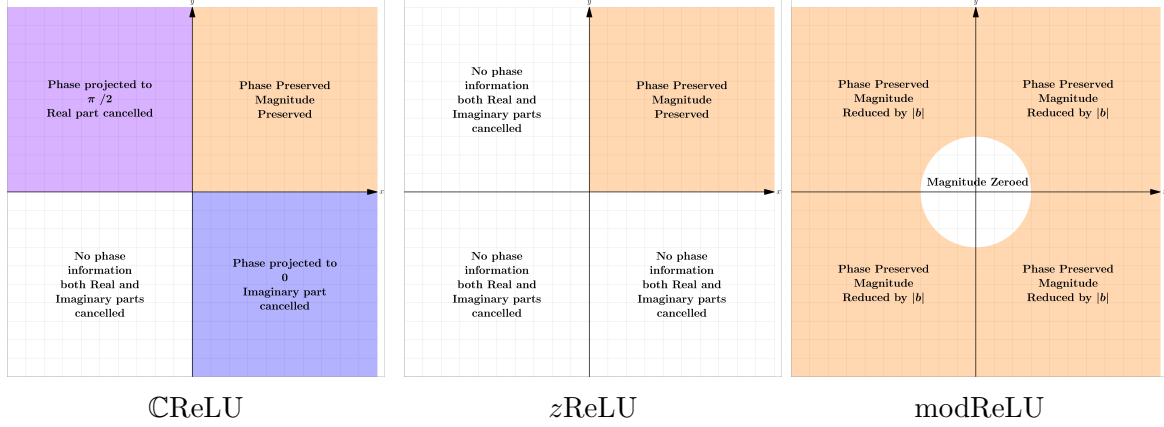 y
Phase projected to
π /2
Real part cancelled
Phase Preserved
Magnitude
Preserved
x
No phase
information
both Real and
Imaginary parts
cancelled
Phase projected to
0
Imaginary part
cancelled
ℂReLU
y
No phase
information
both Real and
Imaginary parts
cancelled
Phase Preserved
Magnitude
Preserved
x
No phase
information
both Real and
Imaginary parts
cancelled
No phase
information
both Real and
Imaginary parts
cancelled
zReLU
y
Phase Preserved
Magnitude
Reduced by |b|
Phase Preserved
Magnitude
Reduced by |b|
Magnitude Zeroed
Phase Preserved
Magnitude
Reduced by |b|
Phase Preserved
Magnitude
Reduced by |b|
modReLU